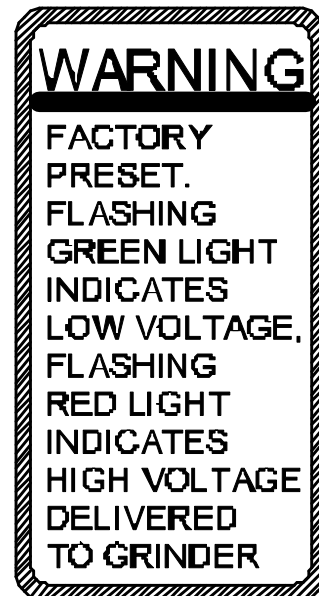 WARNING
FACTORY
PRESET.
FLASHING
GREEN LIGHT
INDICATES
LOW VOLTAGE,
FLASHING
RED LIGHT
INDICATES
HIGH VOLTAGE
DELIVERED
TO GRINDER